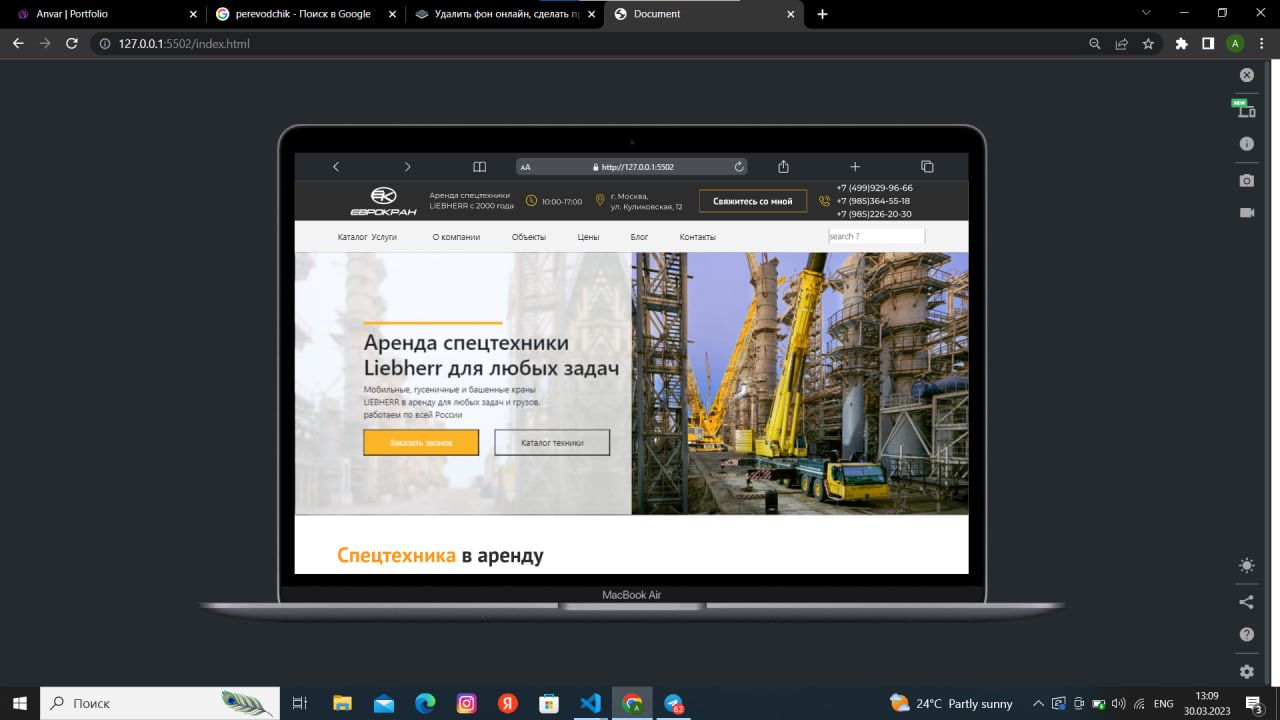 Anvar | Portfolio
perevodchik - Поиск в Google
Удалить фон онлайн, сделать п
Document
127.0.0.1:5502/index.html
A
NEW
AA
http://127.0.0.1:5502
ЕВРОКРАН
Аренда спецтехники
LIEBHERR с 2000 года
10:00-17:00
г. Москва,
ул. Куликовская, 12
Свяжитесь со мной
+7 (499)929-96-66
+7 (985)364-55-18
+7 (985)226-20-30
Каталог Услуги О компании Объекты Цены Блог Контакты
search ?
Аренда спецтехники
Liebherr для любых задач
Мобильные, гусеничные и башенные краны
LIEBHERR в аренду для любых задач и грузов.
работаем по всей России
Заказать звонок
Каталог техники
Спецтехника в аренду
MacBook Air
Поиск
62
24°C Partly sunny
ENG
13:09
30.03.2023
3